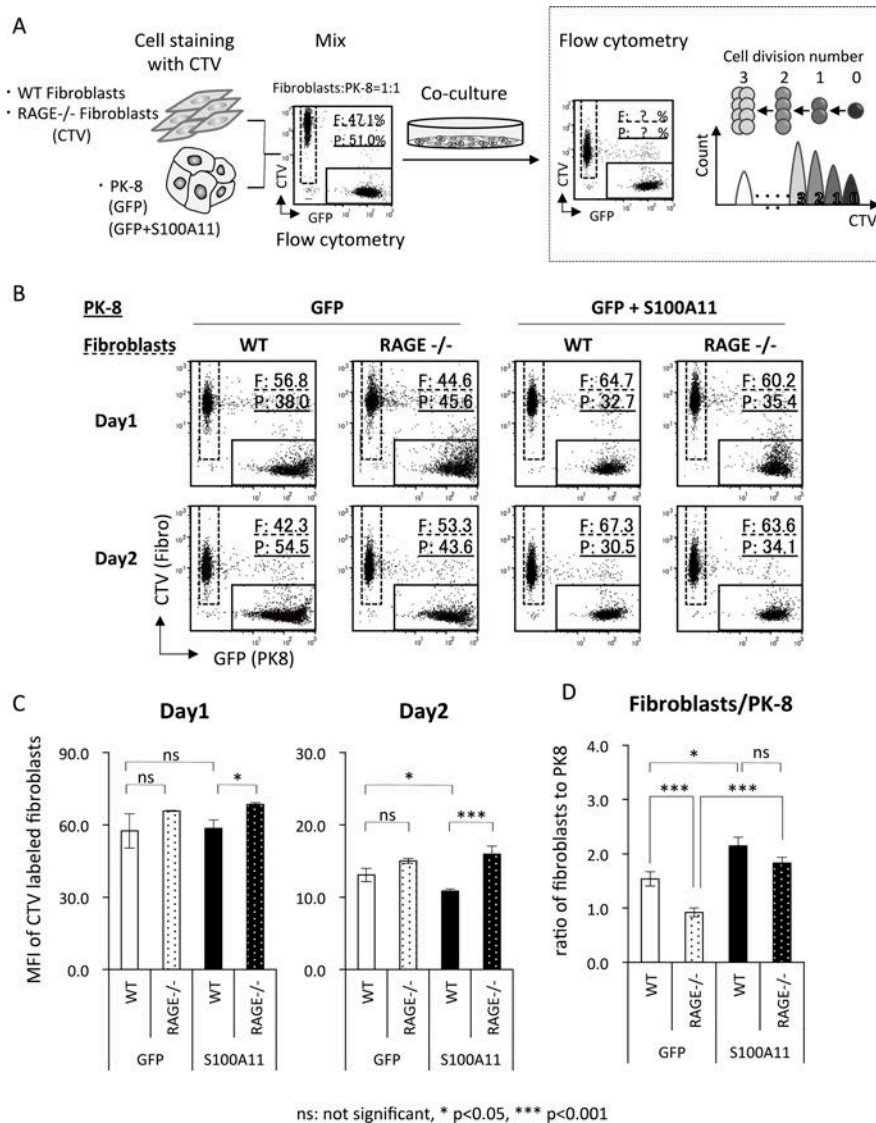 A
Cell staining
with CTV
· WT Fibroblasts
· RAGE-/- Fibroblasts
(CTV)
· PK-8
(GFP)
(GFP+S100A11)
Mix
Fibroblasts:PK-8=1:1
F: 47.1%
P: 51.0%
CTV
GFP
Flow cytometry
Co-culture
Flow cytometry
F: ? %
P: ? %
CTV
GFP
Cell division number
3 2 1 0
Count
3 2 1 0
CTV
B
PK-8 GFP GFP + S100A11
Fibroblasts WT RAGE -/- WT RAGE -/-
Day1
F: 56.8
P: 38.0
F: 44.6
P: 45.6
F: 64.7
P: 32.7
F: 60.2
P: 35.4
Day2
F: 42.3
P: 54.5
F: 53.3
P: 43.6
F: 67.3
P: 30.5
F: 63.6
P: 34.1
CTV (Fibro)
GFP (PK8)
C
Day1
MFI of CTV labeled fibroblasts
90.0
60.0
30.0
0.0
ns
ns
*
WT RAGE-/- WT RAGE-/-
GFP S100A11
Day2
30.0
20.0
10.0
0.0
*
ns
***
WT RAGE-/- WT RAGE-/-
GFP S100A11
D
Fibroblasts/PK-8
ratio of fibroblasts to PK8
4.0
3.0
2.0
1.0
0.0
* ns
*** ***
WT RAGE-/- WT RAGE-/-
GFP S100A11
ns: not significant, * p<0.05, *** p<0.001